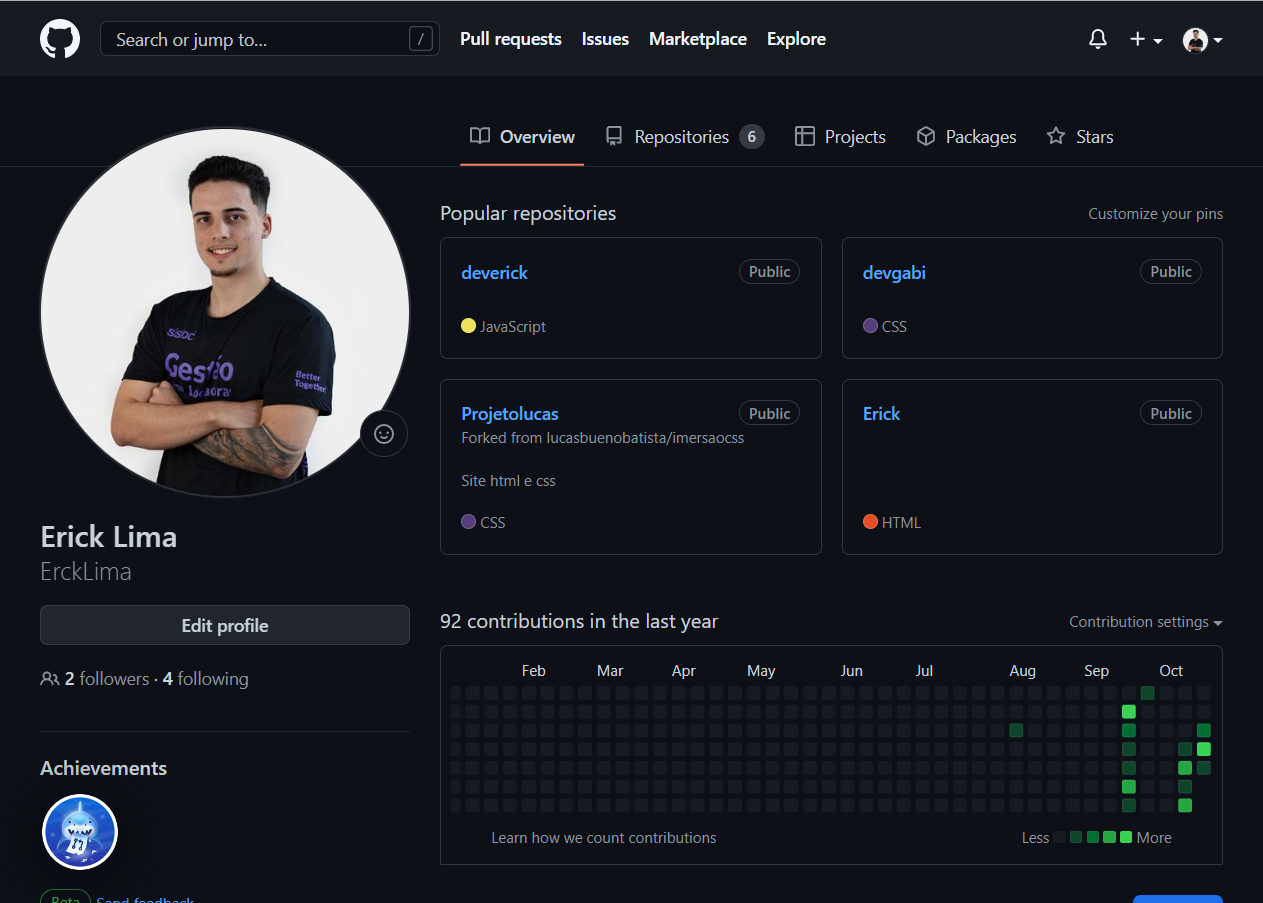 Search or jump to...
/
Pull requests
Issues
Marketplace
Explore
Overview
Repositories 6
Projects
Packages
Stars
sisbc
Gestão
Better
Together
Erick Lima
ErckLima
Edit profile
2 followers · 4 following
Achievements
Beta Send feedback
Popular repositories
Customize your pins
deverick
Public
JavaScript
devgabi
Public
CSS
Projetolucas
Public
Forked from lucasbuenobatista/imersaocss
Site html e css
CSS
Erick
Public
HTML
92 contributions in the last year
Contribution settings
Feb Mar Apr May Jun Jul Aug Sep Oct
Learn how we count contributions
Less
More